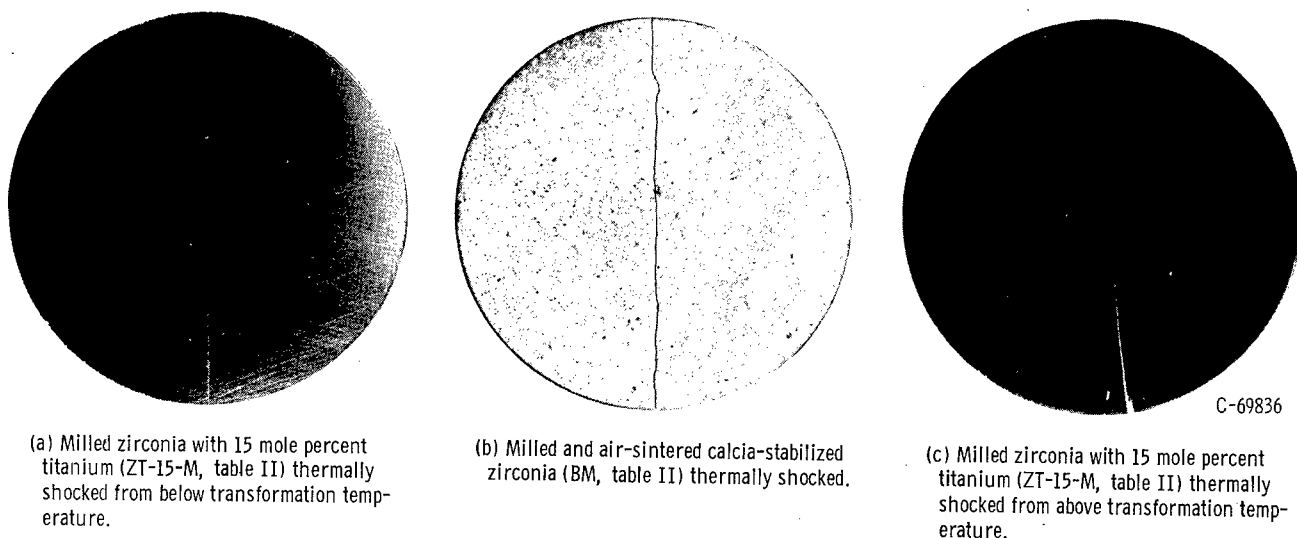 C-69836
(a) Milled zirconia with 15 mole percent
titanium (ZT-15-M, table II) thermally
shocked from below transformation temp-
erature.
(b) Milled and air-sintered calcia-stabilized
zirconia (BM, table II) thermally shocked.
(c) Milled zirconia with 15 mole percent
titanium (ZT-15-M, table II) thermally
shocked from above transformation temp-
erature.